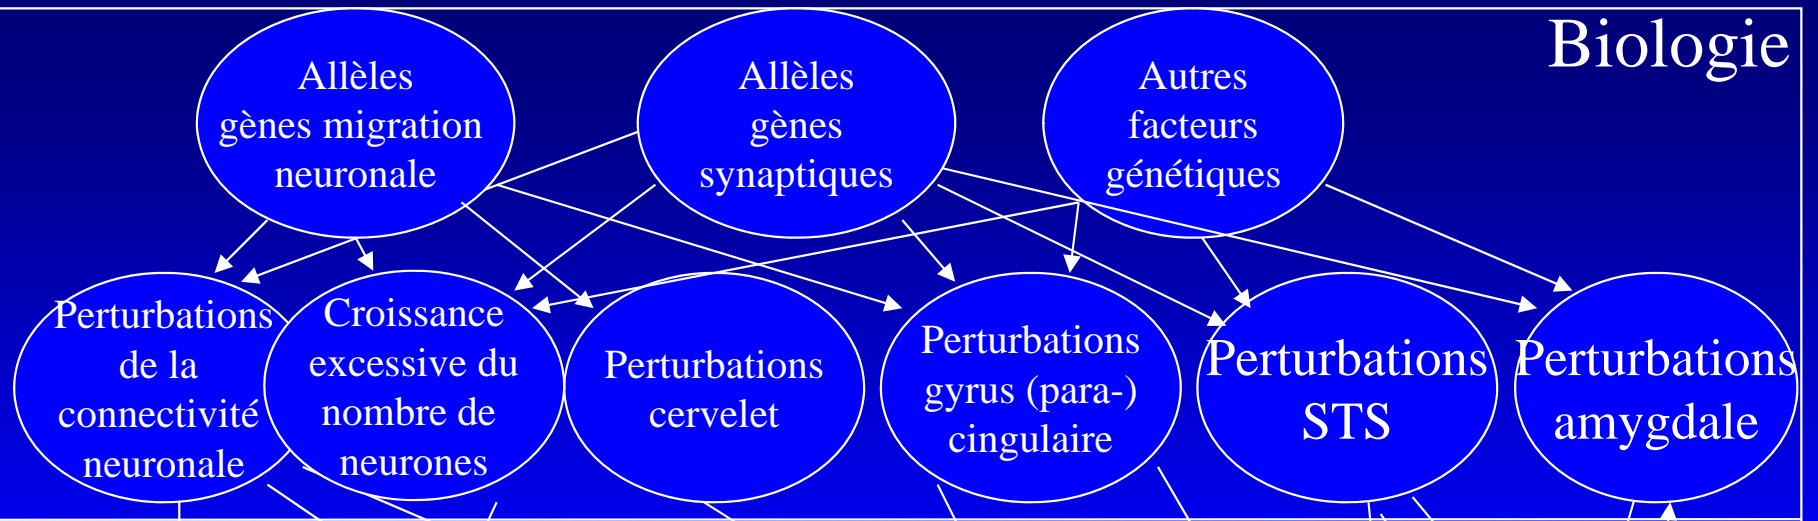 Biologie
Allèles
gènes migration
neuronale
Allèles
gènes
synaptiques
Autres
facteurs
génétiques
Perturbations
de la
connectivité
neuronale
Croissance
excessive du
nombre de
neurones
Perturbations
cervelet
Perturbations
gyrus (para-)
cingulaire
Perturbations
STS
Perturbations
amygdale